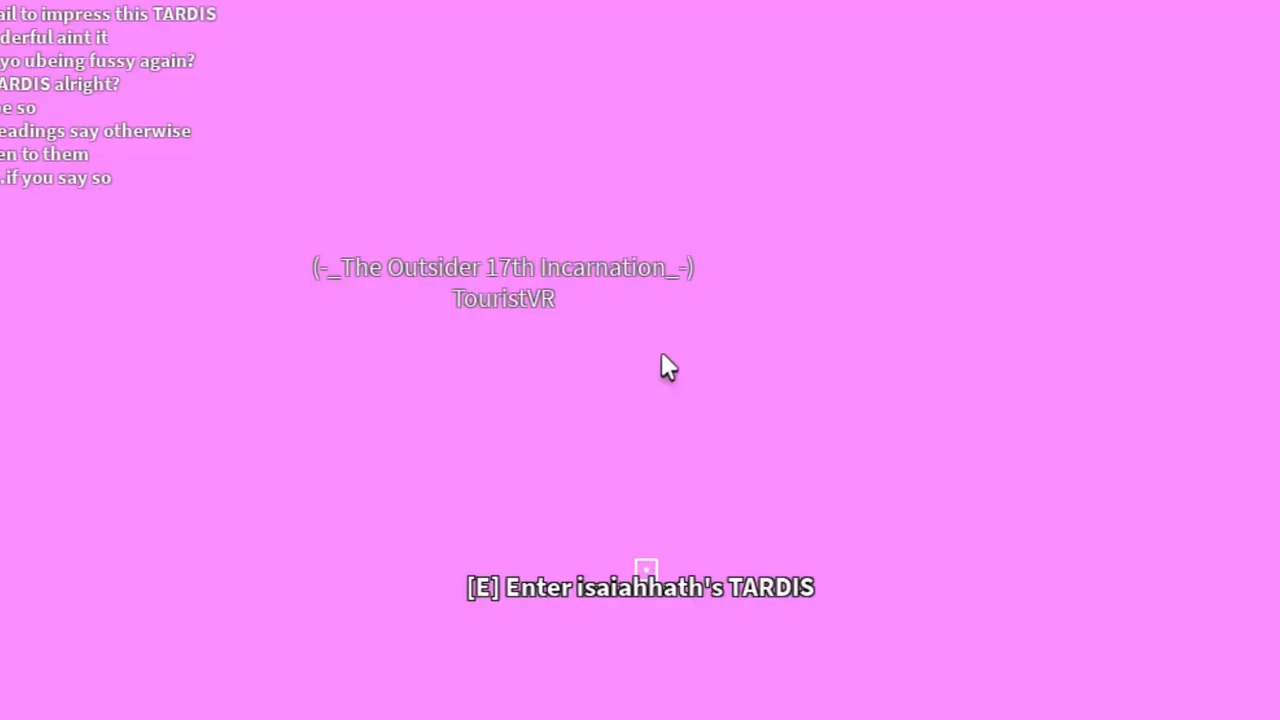 ail to impress this TARDIS
derful aint it
yo ubeing fussy again?
ARDIS alright?
e so
eadings say otherwise
en to them
.if you say so
(-_The Outsider 17th Incarnation_-)
TouristVR
[E] Enter isaiahhath's TARDIS